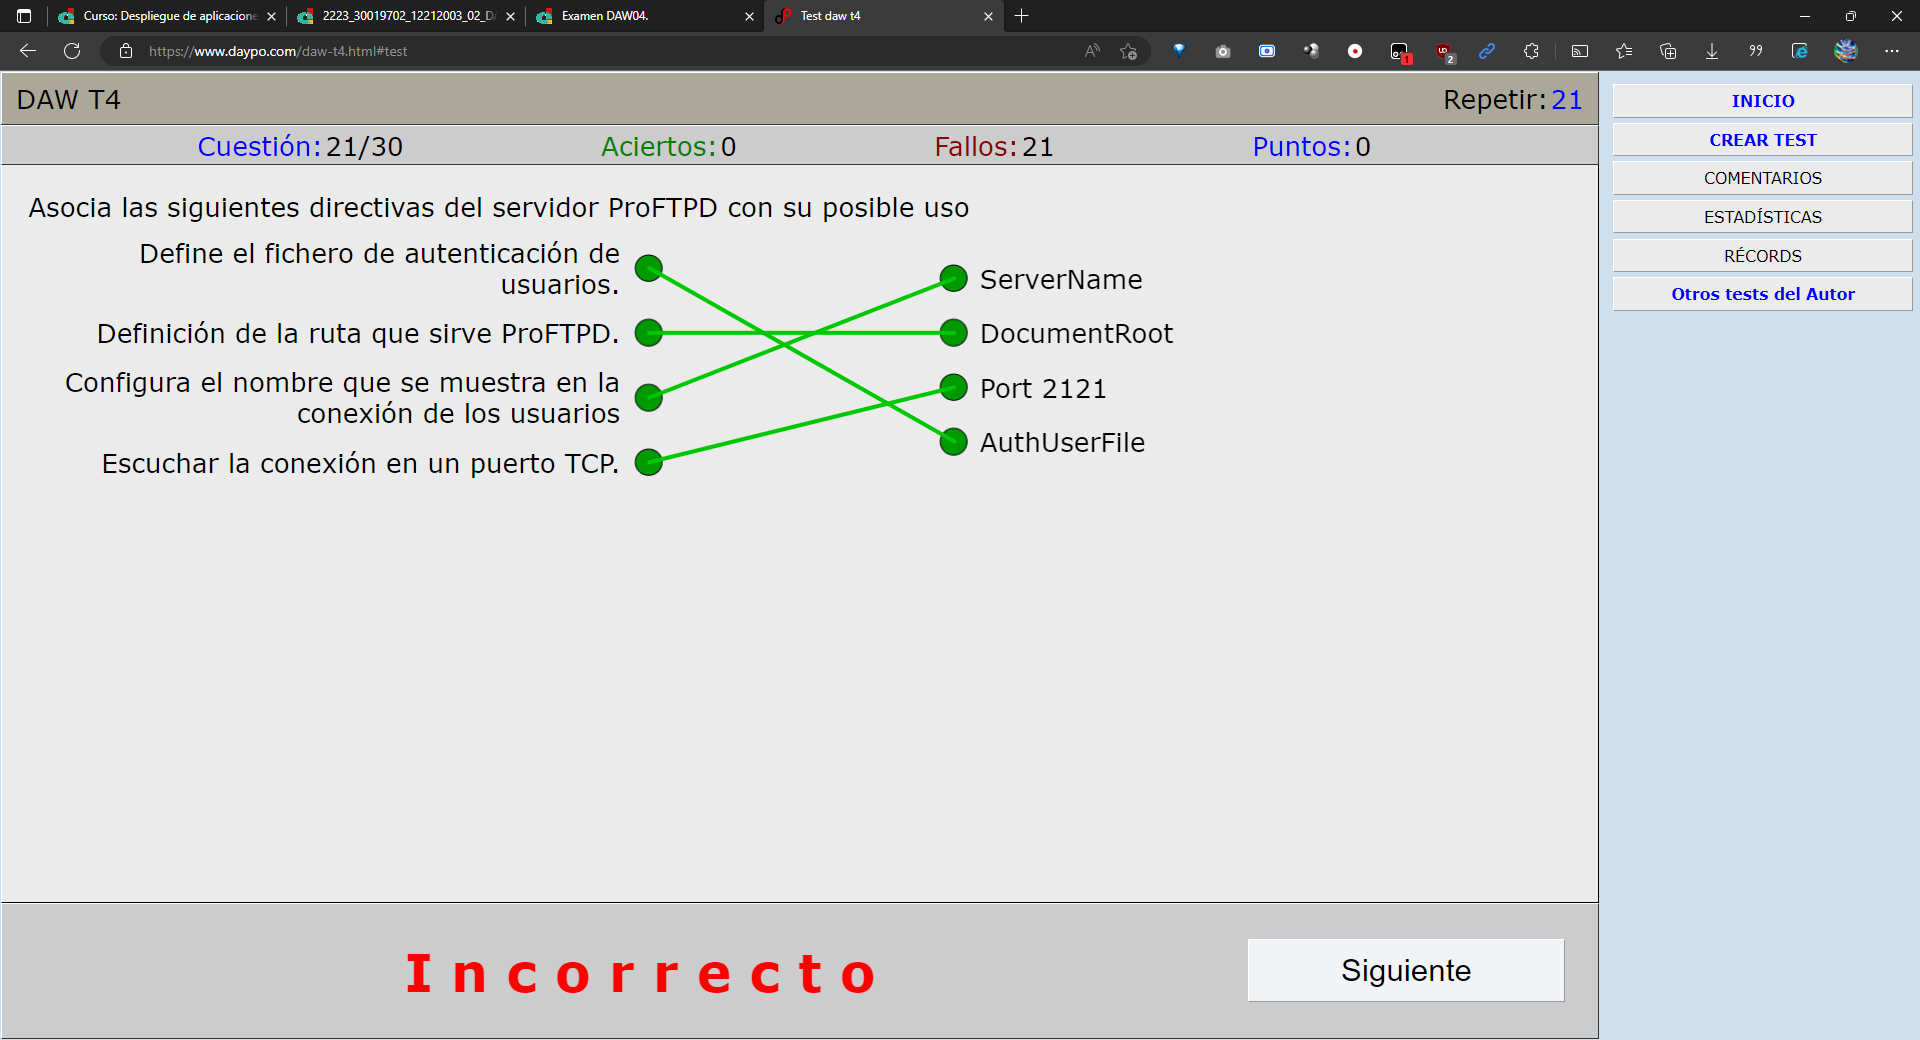 Curso: Despliegue de aplicacione
2223_30019702_12212003_02_DA
Examen DAW04.
Test daw t4
https://www.daypo.com/daw-t4.html#test
1
2
DAW T4
Repetir: 21
Cuestión: 21/30
Aciertos: 0
Fallos: 21
Puntos: 0
Asocia las siguientes directivas del servidor ProFTPD con su posible uso
Define el fichero de autenticación de
usuarios.
Definición de la ruta que sirve ProFTPD.
Configura el nombre que se muestra en la
conexión de los usuarios
Escuchar la conexión en un puerto TCP.
ServerName
DocumentRoot
Port 2121
AuthUserFile
Incorrecto
Siguiente
INICIO
CREAR TEST
COMENTARIOS
ESTADÍSTICAS
RÉCORDS
Otros tests del Autor